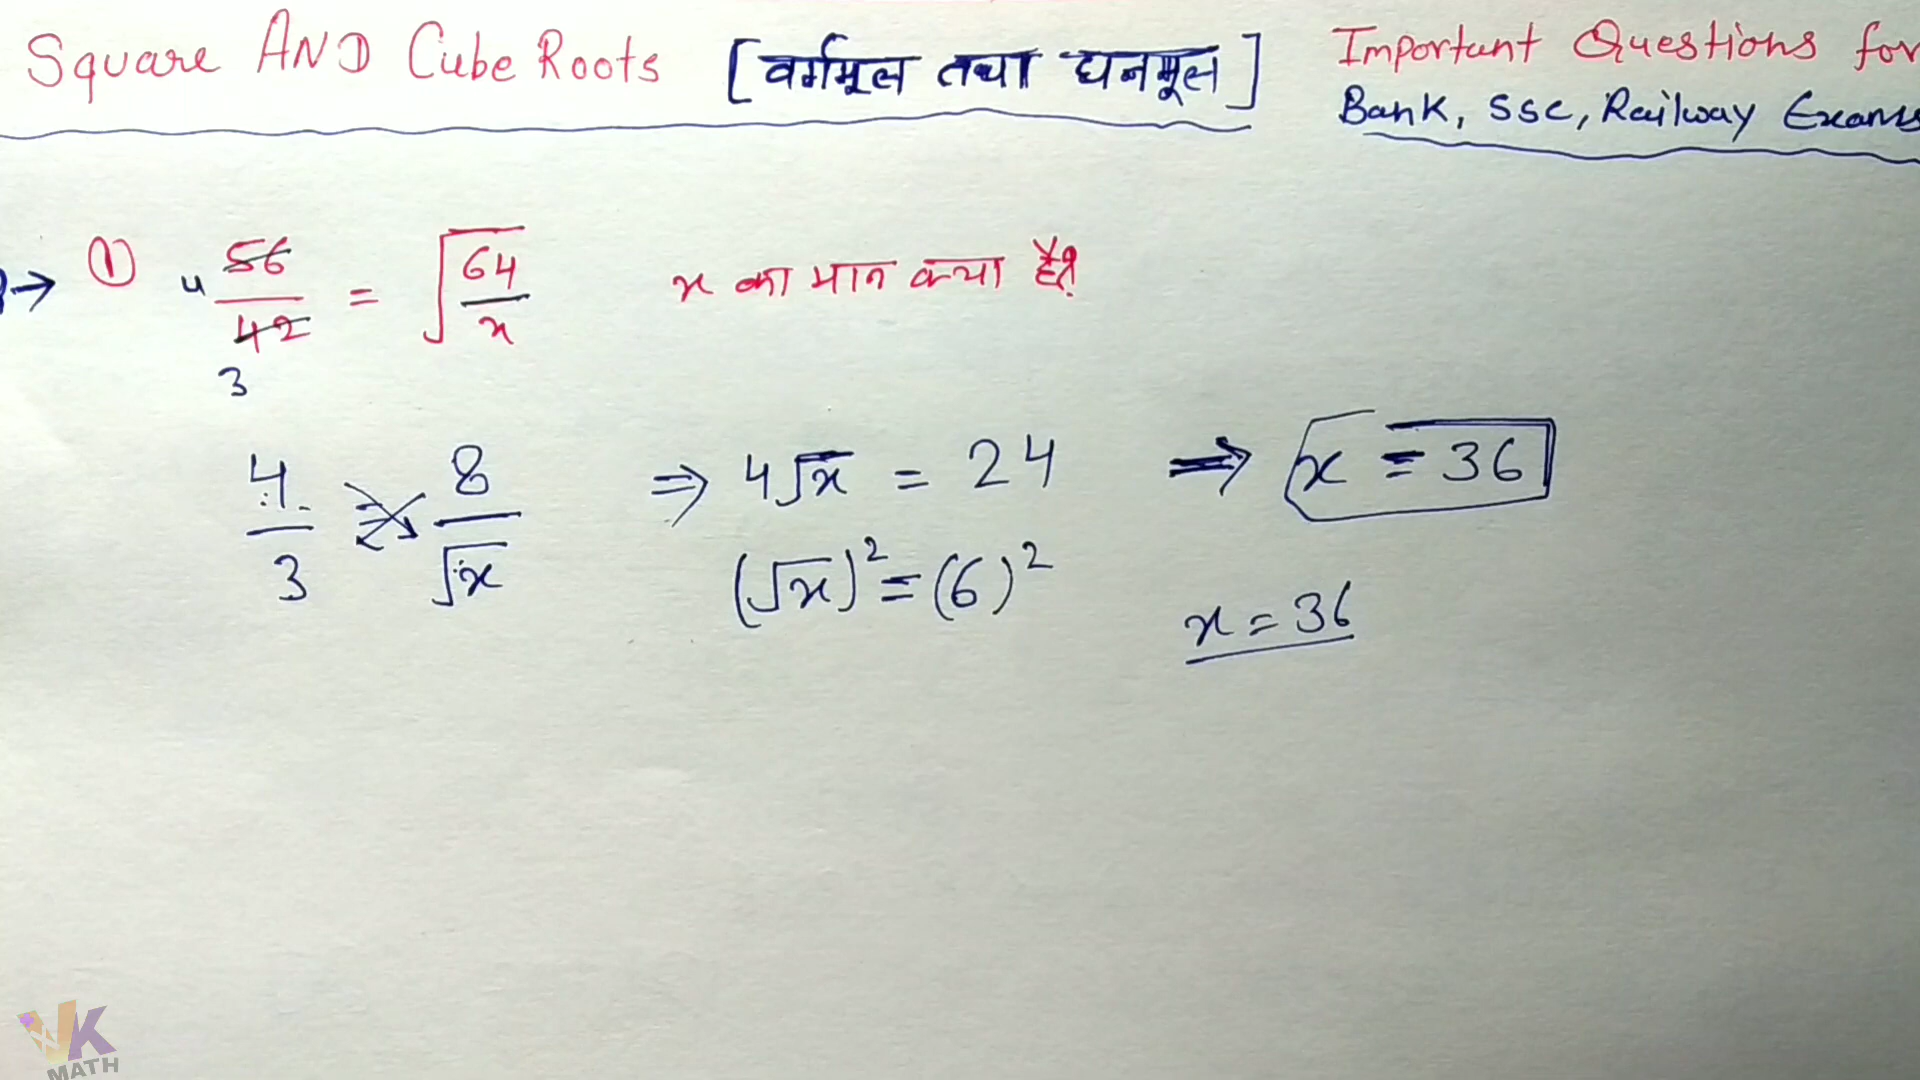 Square AND Cube Roots [वर्गमूल तथा घनमूल] Important Questions for
Bank, SSC, Railway Exams
→ ① 56/42 = √(64/x) x का मान क्या है?
4
3
4/3 = 8/√x ⇒ 4√x = 24 ⇒ x = 36
(√x)² = (6)²
x = 36
VK
MATH